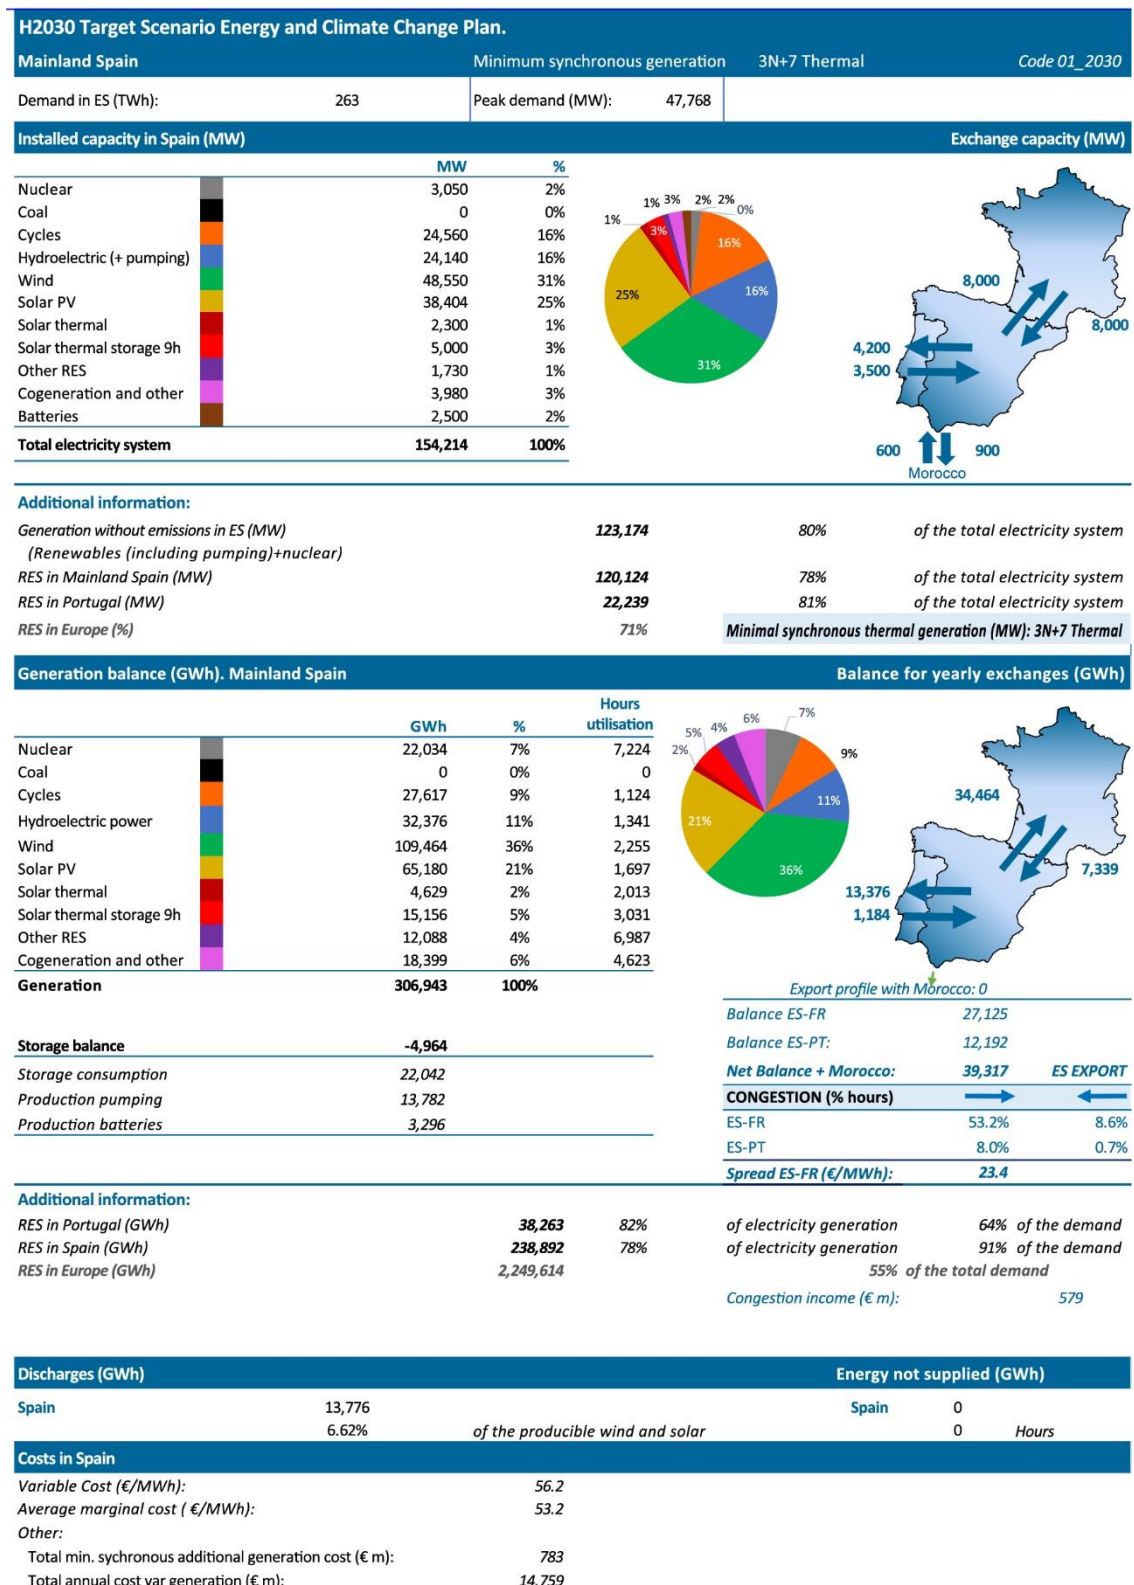 H2030 Target Scenario Energy and Climate Change Plan.
Mainland Spain Minimum synchronous generation 3N+7 Thermal Code 01_2030
Demand in ES (TWh): 263 Peak demand (MW): 47,768
Installed capacity in Spain (MW) Exchange capacity (MW)
MW %
Nuclear 3,050 2%
Coal 0 0%
Cycles 24,560 16%
Hydroelectric (+ pumping) 24,140 16%
Wind 48,550 31%
Solar PV 38,404 25%
Solar thermal 2,300 1%
Solar thermal storage 9h 5,000 3%
Other RES 1,730 1%
Cogeneration and other 3,980 3%
Batteries 2,500 2%
Total electricity system 154,214 100%
1% 1% 3% 2% 2% 0%
3%
16%
16%
25%
31%
8,000
8,000
4,200
3,500
600 900
Morocco
Additional information:
Generation without emissions in ES (MW) 123,174 80% of the total electricity system
(Renewables (including pumping)+nuclear)
RES in Mainland Spain (MW) 120,124 78% of the total electricity system
RES in Portugal (MW) 22,239 81% of the total electricity system
RES in Europe (%) 71% Minimal synchronous thermal generation (MW): 3N+7 Thermal
Generation balance (GWh). Mainland Spain Balance for yearly exchanges (GWh)
Hours
GWh % utilisation
Nuclear 22,034 7% 7,224
Coal 0 0% 0
Cycles 27,617 9% 1,124
Hydroelectric power 32,376 11% 1,341
Wind 109,464 36% 2,255
Solar PV 65,180 21% 1,697
Solar thermal 4,629 2% 2,013
Solar thermal storage 9h 15,156 5% 3,031
Other RES 12,088 4% 6,987
Cogeneration and other 18,399 6% 4,623
Generation 306,943 100%
2% 5% 4% 6% 7%
9%
11%
21%
36%
34,464
7,339
13,376
1,184
Export profile with Morocco: 0
Balance ES-FR 27,125
Balance ES-PT: 12,192
Net Balance + Morocco: 39,317 ES EXPORT
CONGESTION (% hours)
ES-FR 53.2% 8.6%
ES-PT 8.0% 0.7%
Spread ES-FR (€/MWh): 23.4
Storage balance -4,964
Storage consumption 22,042
Production pumping 13,782
Production batteries 3,296
Additional information:
RES in Portugal (GWh) 38,263 82% of electricity generation 64% of the demand
RES in Spain (GWh) 238,892 78% of electricity generation 91% of the demand
RES in Europe (GWh) 2,249,614 55% of the total demand
Congestion income (€ m): 579
Discharges (GWh) Energy not supplied (GWh)
Spain 13,776 Spain 0
6.62% of the producible wind and solar 0 Hours
Costs in Spain
Variable Cost (€/MWh): 56.2
Average marginal cost ( €/MWh): 53.2
Other:
Total min. sychronous additional generation cost (€ m): 783
Total annual cost var generation (€ m): 14,759